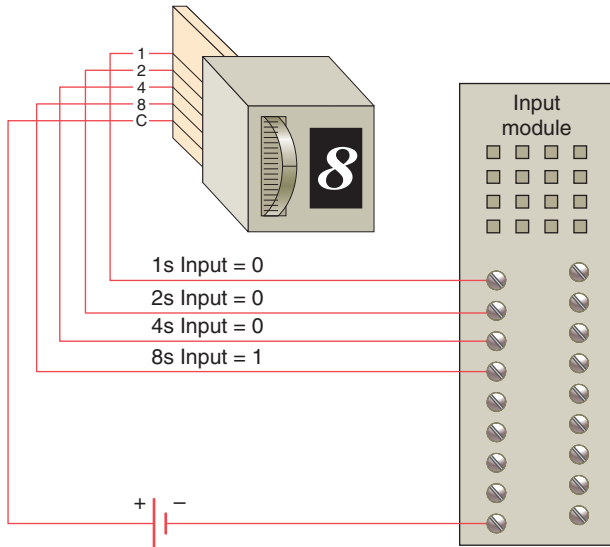 1
2
4
8
C
8
Input
module
1s Input = 0
2s Input = 0
4s Input = 0
8s Input = 1
+ –